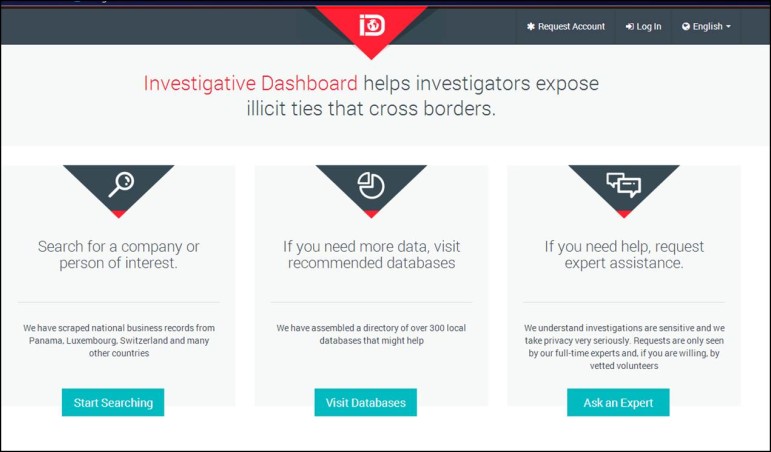 iD
Request Account
Log In
English
Investigative Dashboard helps investigators expose
illicit ties that cross borders.
Search for a company or
person of interest.
We have scraped national business records from
Panama, Luxembourg, Switzerland and many
other countries
Start Searching
If you need more data, visit
recommended databases
We have assembled a directory of over 300 local
databases that might help
Visit Databases
If you need help, request
expert assistance.
We understand investigations are sensitive and we
take privacy very seriously. Requests are only seen
by our full-time experts and, if you are willing, by
vetted volunteers
Ask an Expert